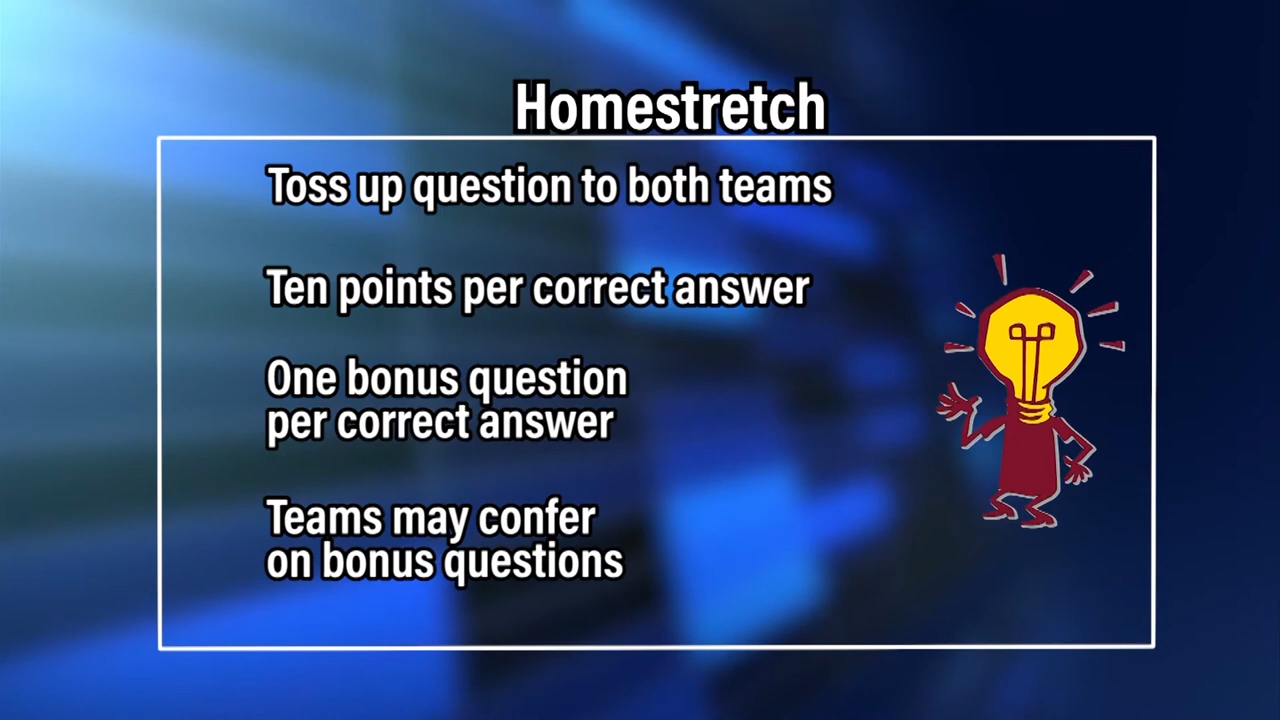 Homestretch
Toss up question to both teams
Ten points per correct answer
One bonus question
per correct answer
Teams may confer
on bonus questions